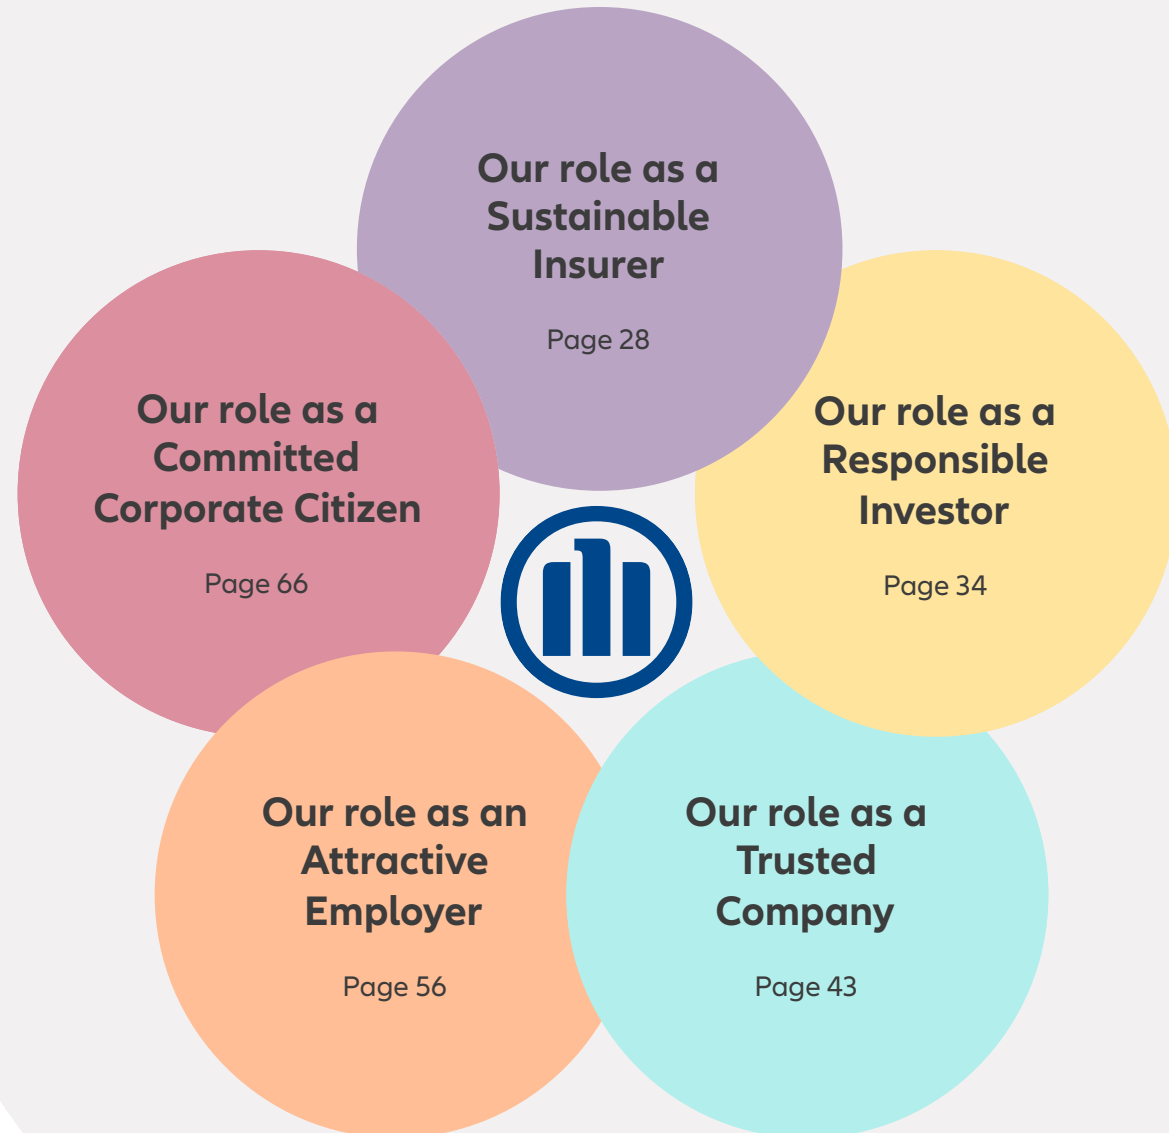 Our role as a
Sustainable
Insurer
Page 28
Our role as a
Committed
Corporate Citizen
Page 66
Our role as a
Responsible
Investor
Page 34
Our role as an
Attractive
Employer
Page 56
Our role as a
Trusted
Company
Page 43